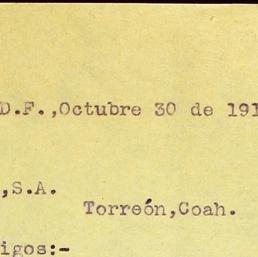 D.F.,Octubre 30 de 191
,S.A.
Torreón,Coah.
igos:-